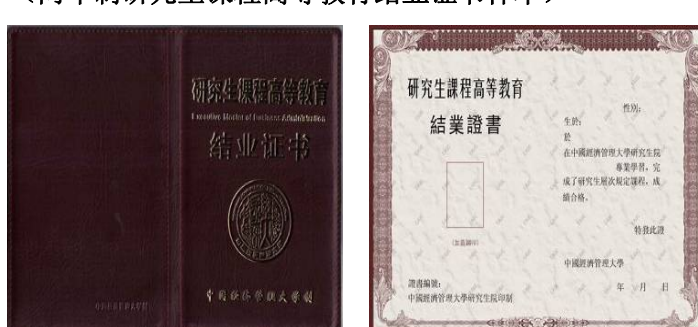 研究生課程高等教育
Executive Master of Business Administration
结业证书
中國經濟管理大學制
研究生課程高等教育
結業證書
性別:
生於:
於
在中國經濟管理大學研究生院
專業學習,完
成了研究生層次規定課程,成
績合格。
特發此證
中國經濟管理大學
年 月 日
證書編號:
中國經濟管理大學研究生院印制